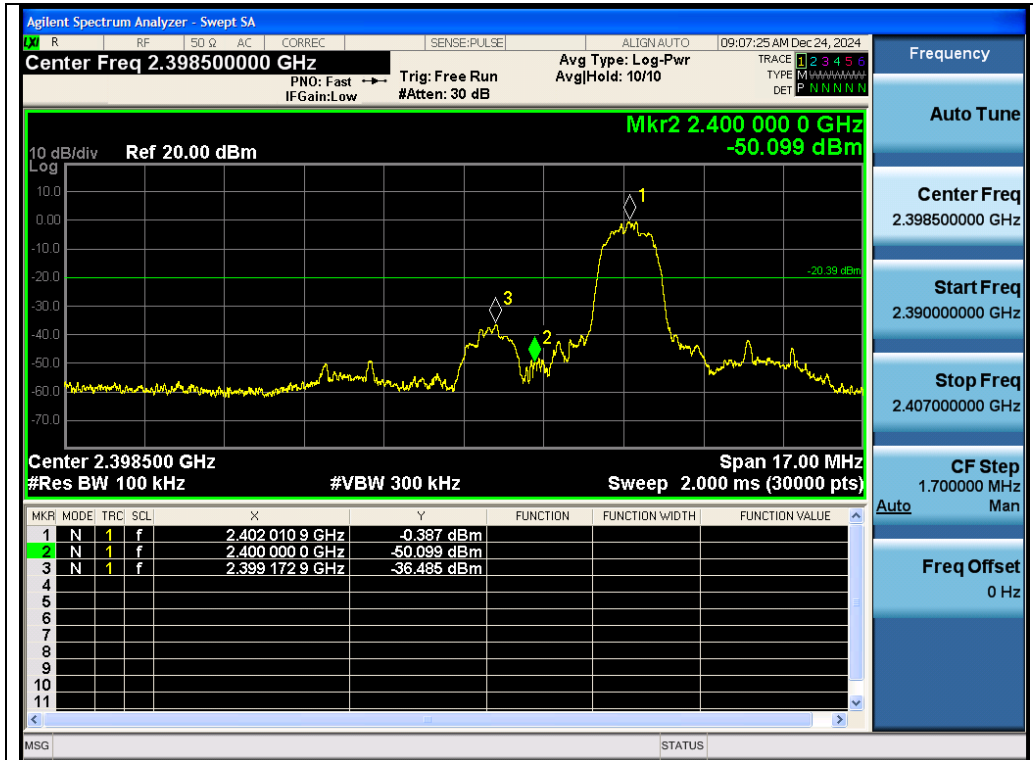 Agilent Spectrum Analyzer - Swept SA
LXI R RF 50 Ω AC CORREC SENSE:PULSE ALIGN AUTO 09:07:25 AM Dec 24, 2024
Center Freq 2.398500000 GHz
PNO: Fast
IFGain:Low
Trig: Free Run
#Atten: 30 dB
Avg Type: Log-Pwr
Avg|Hold: 10/10
TRACE 1 2 3 4 5 6
TYPE M WWWWW
DET P N N N N N
Mkr2 2.400 000 0 GHz
-50.099 dBm
10 dB/div Ref 20.00 dBm
Log
10.0
0.00
-10.0
-20.0
-30.0
-40.0
-50.0
-60.0
-70.0
1
-20.39 dBm
3
2
Center 2.398500 GHz Span 17.00 MHz
#Res BW 100 kHz #VBW 300 kHz Sweep 2.000 ms (30000 pts)
MKR MODE TRC SCL X Y FUNCTION FUNCTION WIDTH FUNCTION VALUE
1 N 1 f 2.402 010 9 GHz -0.387 dBm
2 N 1 f 2.400 000 0 GHz -50.099 dBm
3 N 1 f 2.399 172 9 GHz -36.485 dBm
4
5
6
7
8
9
10
11
MSG STATUS
Frequency
Auto Tune
Center Freq
2.398500000 GHz
Start Freq
2.390000000 GHz
Stop Freq
2.407000000 GHz
CF Step
1.700000 MHz
Auto Man
Freq Offset
0 Hz